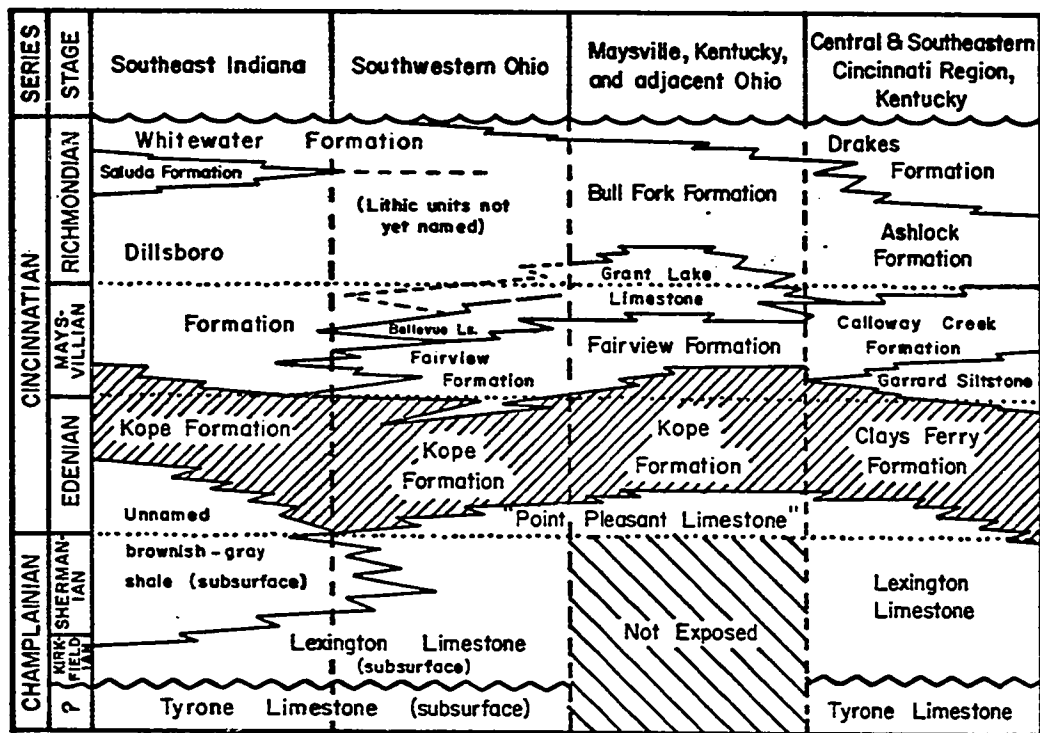 SERIES
STAGE
Southeast Indiana
Southwestern Ohio
Maysville, Kentucky,
and adjacent Ohio
Central & Southeastern
Cincinnati Region,
Kentucky
CINCINNATIAN
RICHMONDIAN
MAYS-
VILLIAN
EDENIAN
CHAMPLAINIAN
SHERMAN-
IAN
KIRK-
FIELD-
IAN
?
Whitewater Formation
Saluda Formation
Dillsboro
Formation
Kope Formation
Unnamed
brownish-gray
shale (subsurface)
(Lithic units not
yet named)
Bellevue Ls.
Fairview
Formation
Kope
Formation
Lexington Limestone
(subsurface)
Tyrone Limestone (subsurface)
Bull Fork Formation
Grant Lake
Limestone
Fairview Formation
Kope
Formation
"Point Pleasant Limestone"
Not Exposed
Drakes
Formation
Ashlock
Formation
Calloway Creek
Formation
Garrard Siltstone
Clays Ferry
Formation
Lexington
Limestone
Tyrone Limestone